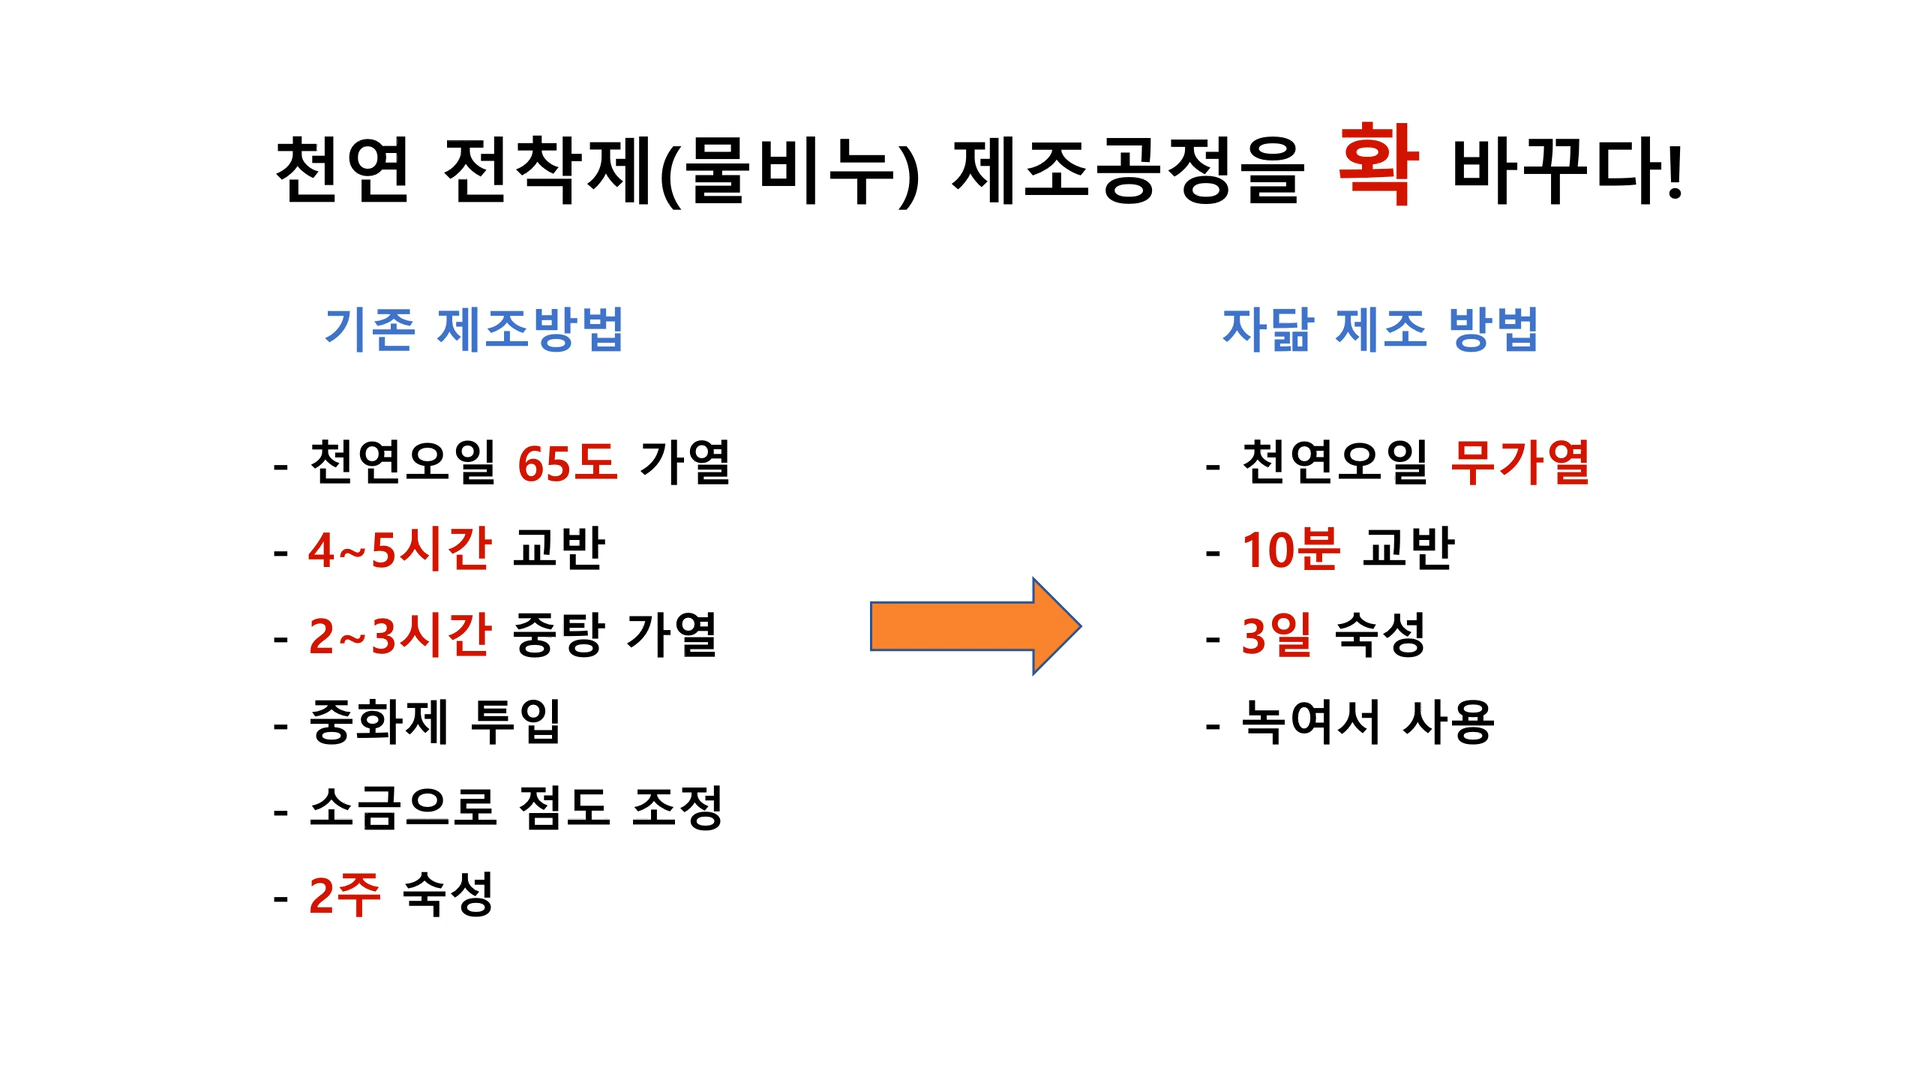 천연 전착제(물비누) 제조공정을 확 바꾸다!
기존 제조방법
- 천연오일 65도 가열
- 4~5시간 교반
- 2~3시간 중탕 가열
- 중화제 투입
- 소금으로 점도 조정
- 2주 숙성
자닮 제조 방법
- 천연오일 무가열
- 10분 교반
- 3일 숙성
- 녹여서 사용